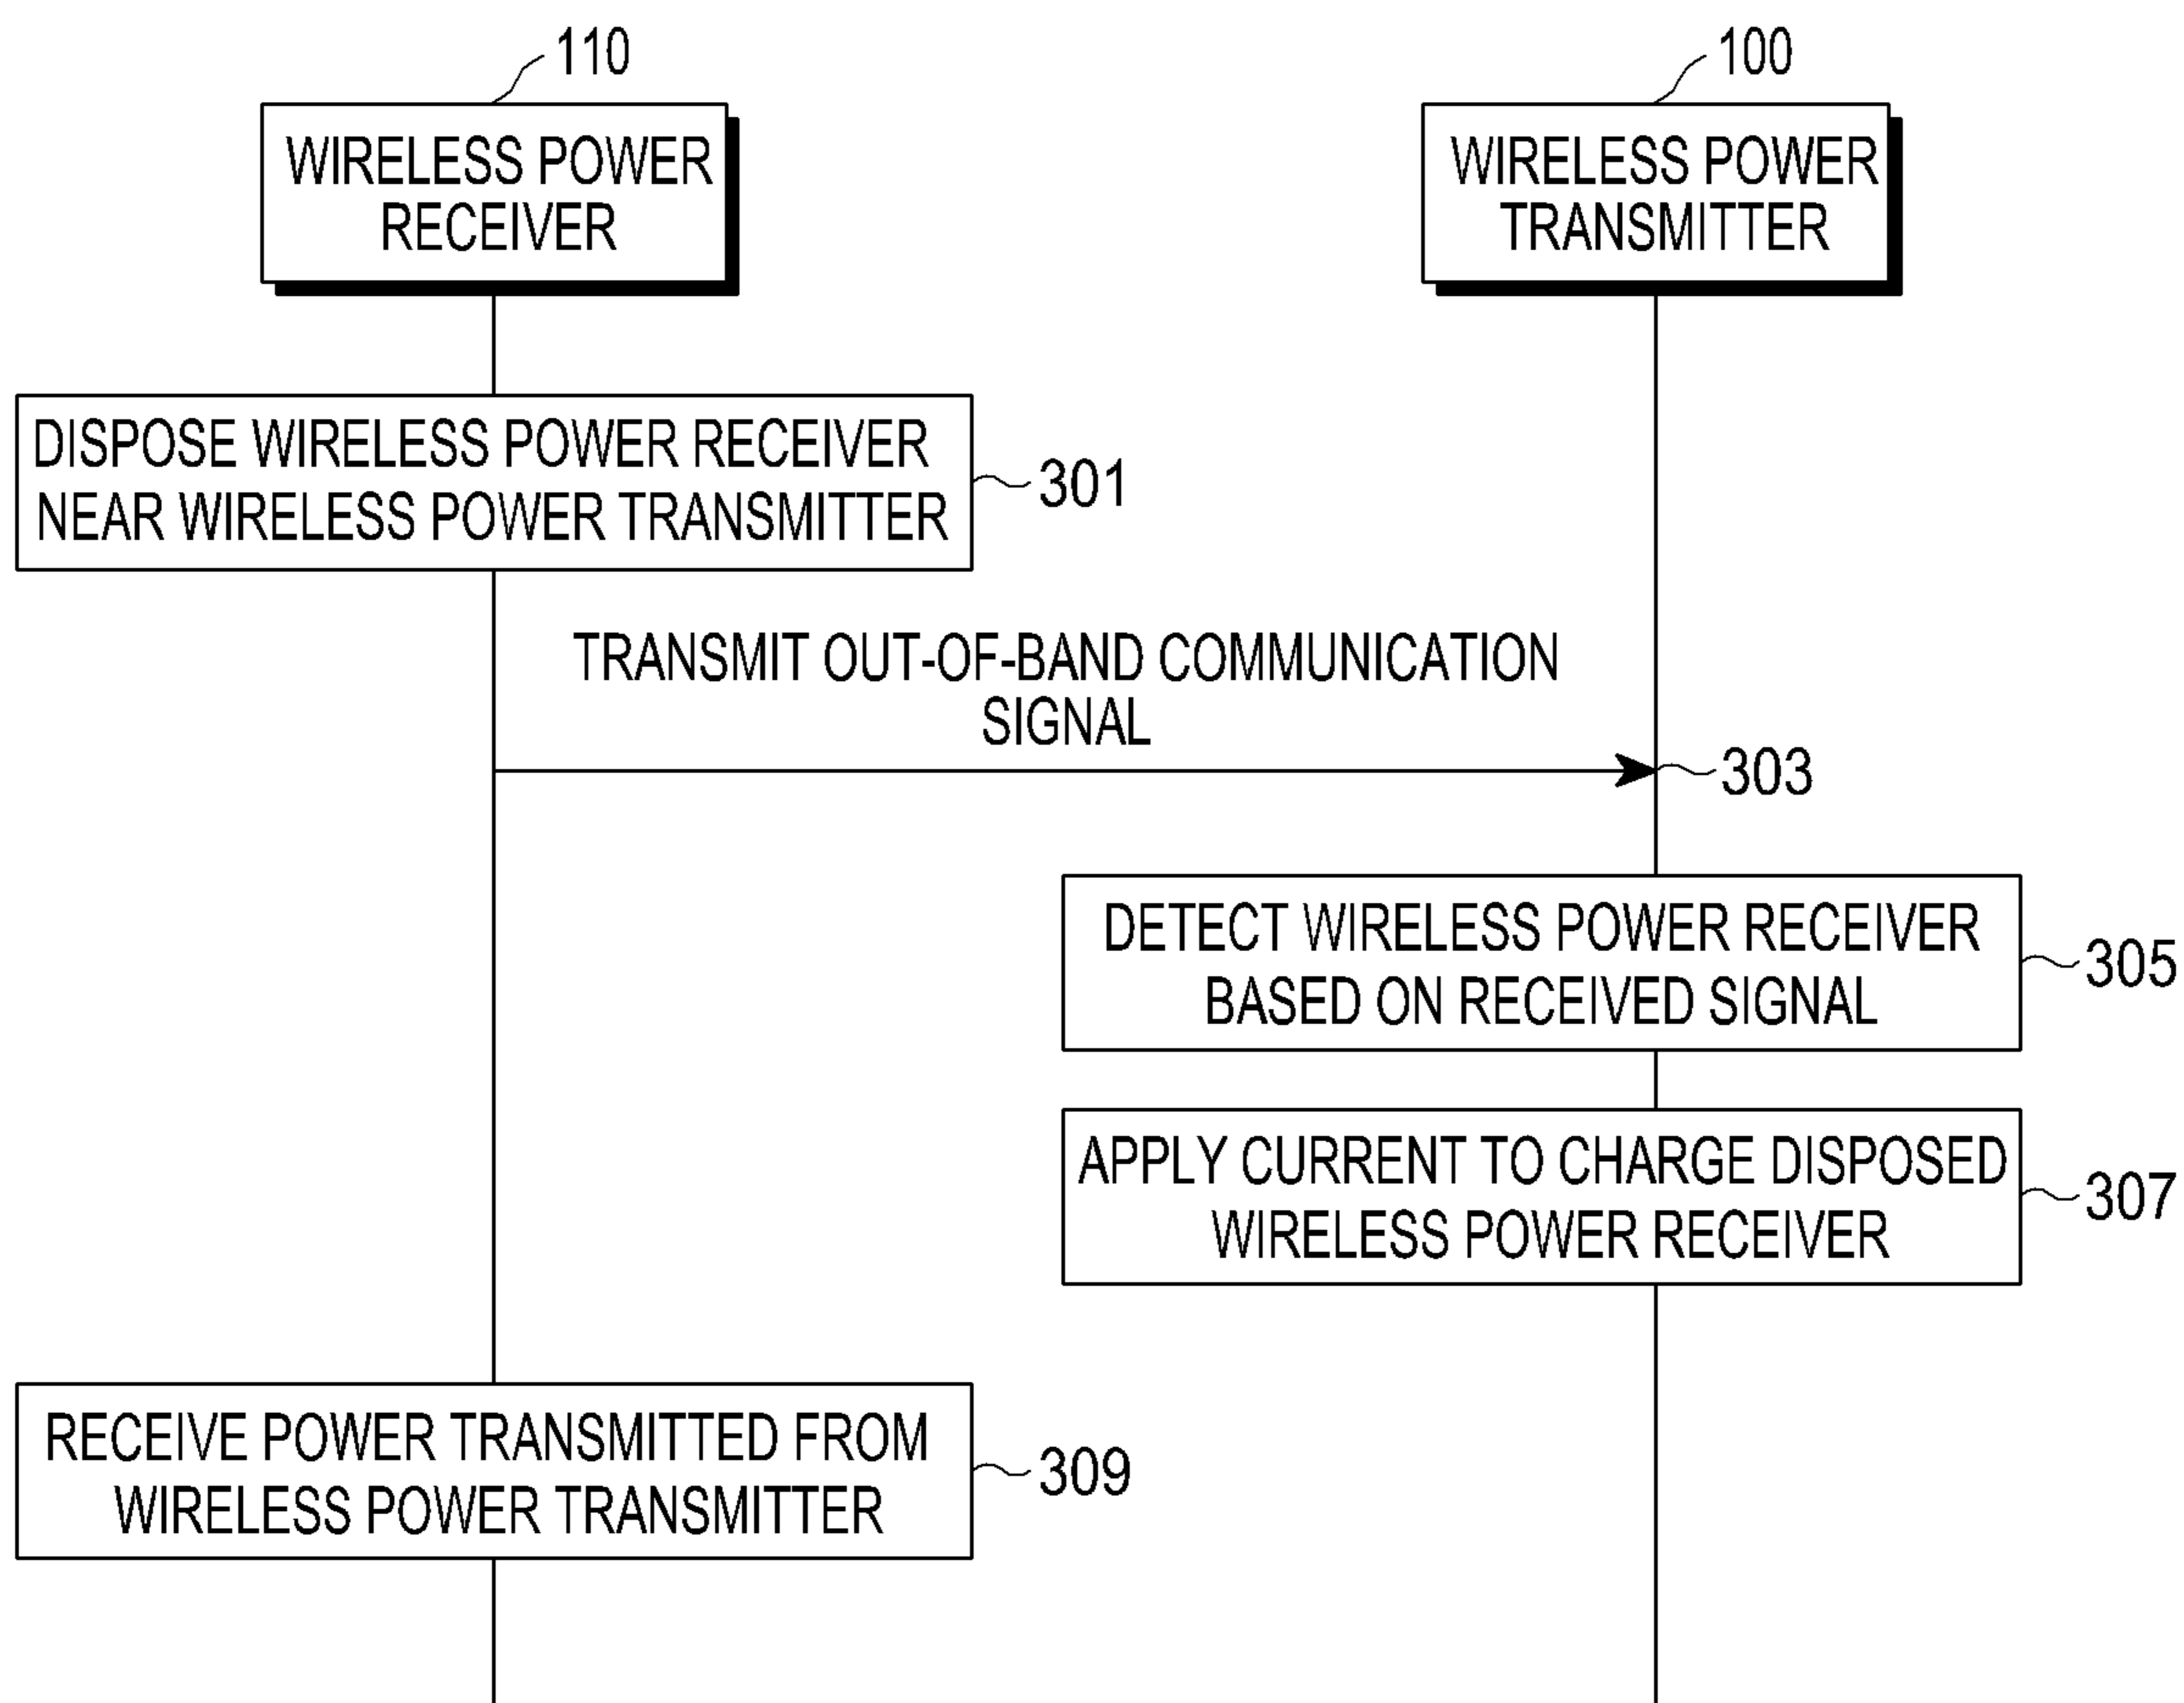 110
WIRELESS POWER
RECEIVER
100
WIRELESS POWER
TRANSMITTER
DISPOSE WIRELESS POWER RECEIVER
NEAR WIRELESS POWER TRANSMITTER
301
TRANSMIT OUT-OF-BAND COMMUNICATION
SIGNAL
303
DETECT WIRELESS POWER RECEIVER
BASED ON RECEIVED SIGNAL
305
APPLY CURRENT TO CHARGE DISPOSED
WIRELESS POWER RECEIVER
307
RECEIVE POWER TRANSMITTED FROM
WIRELESS POWER TRANSMITTER
309